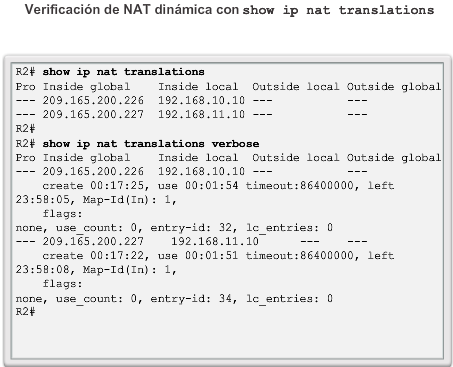 Verificación de NAT dinámica con show ip nat translations
R2# show ip nat translations
Pro Inside global Inside local Outside local Outside global
--- 209.165.200.226 192.168.10.10 --- ---
--- 209.165.200.227 192.168.11.10 --- ---
R2#
R2# show ip nat translations verbose
Pro Inside global Inside local Outside local Outside global
--- 209.165.200.226 192.168.10.10 --- ---
create 00:17:25, use 00:01:54 timeout:86400000, left
23:58:05, Map-Id(In): 1,
flags:
none, use_count: 0, entry-id: 32, lc_entries: 0
--- 209.165.200.227 192.168.11.10 --- ---
create 00:17:22, use 00:01:51 timeout:86400000, left
23:58:08, Map-Id(In): 1,
flags:
none, use_count: 0, entry-id: 34, lc_entries: 0
R2#